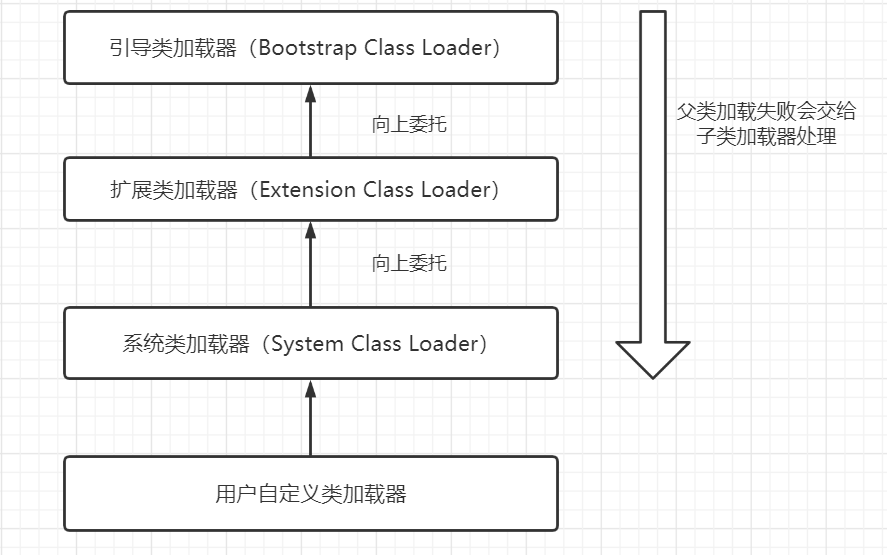 引导类加载器（Bootstrap Class Loader）
向上委托
父类加载失败会交给
子类加载器处理
扩展类加载器（Extension Class Loader）
向上委托
系统类加载器（System Class Loader）
用户自定义类加载器